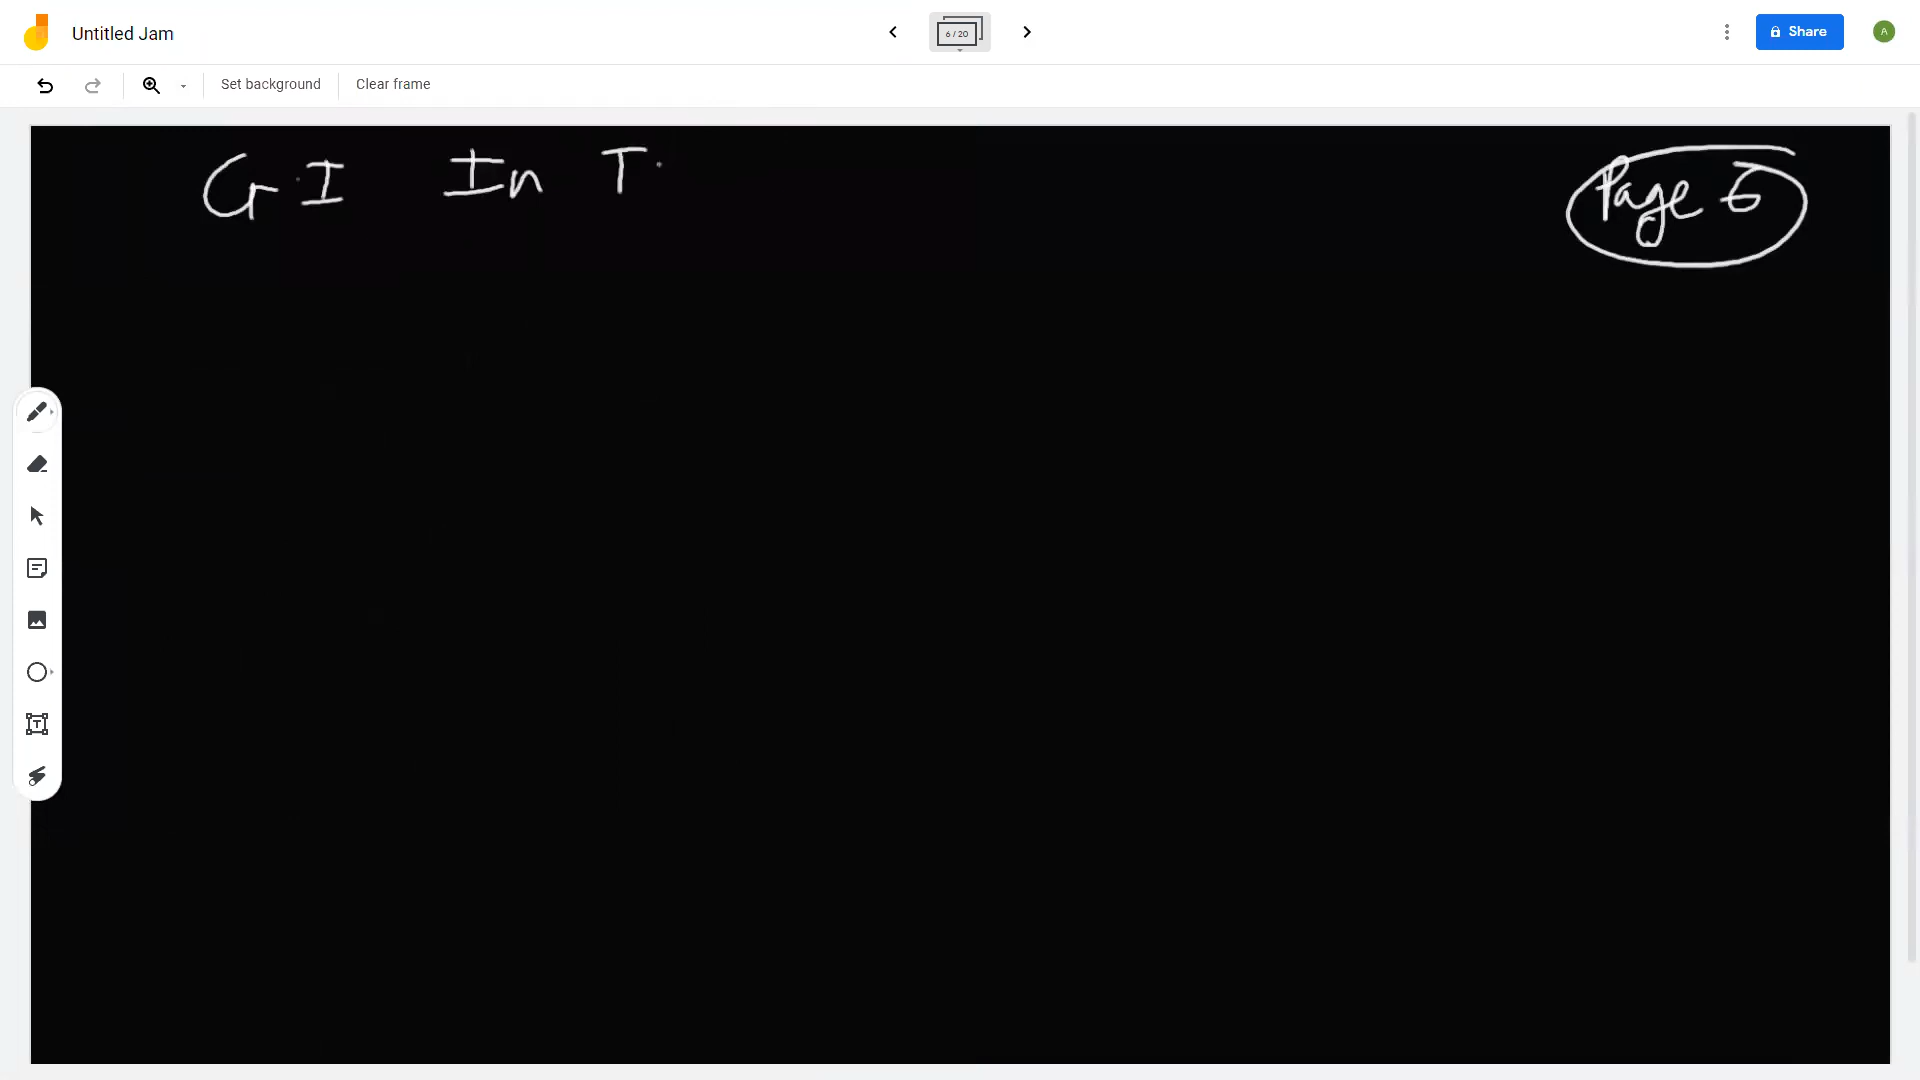 Untitled Jam
6 / 20
Share
A
Set background
Clear frame
G.I In T.
Page 6
T